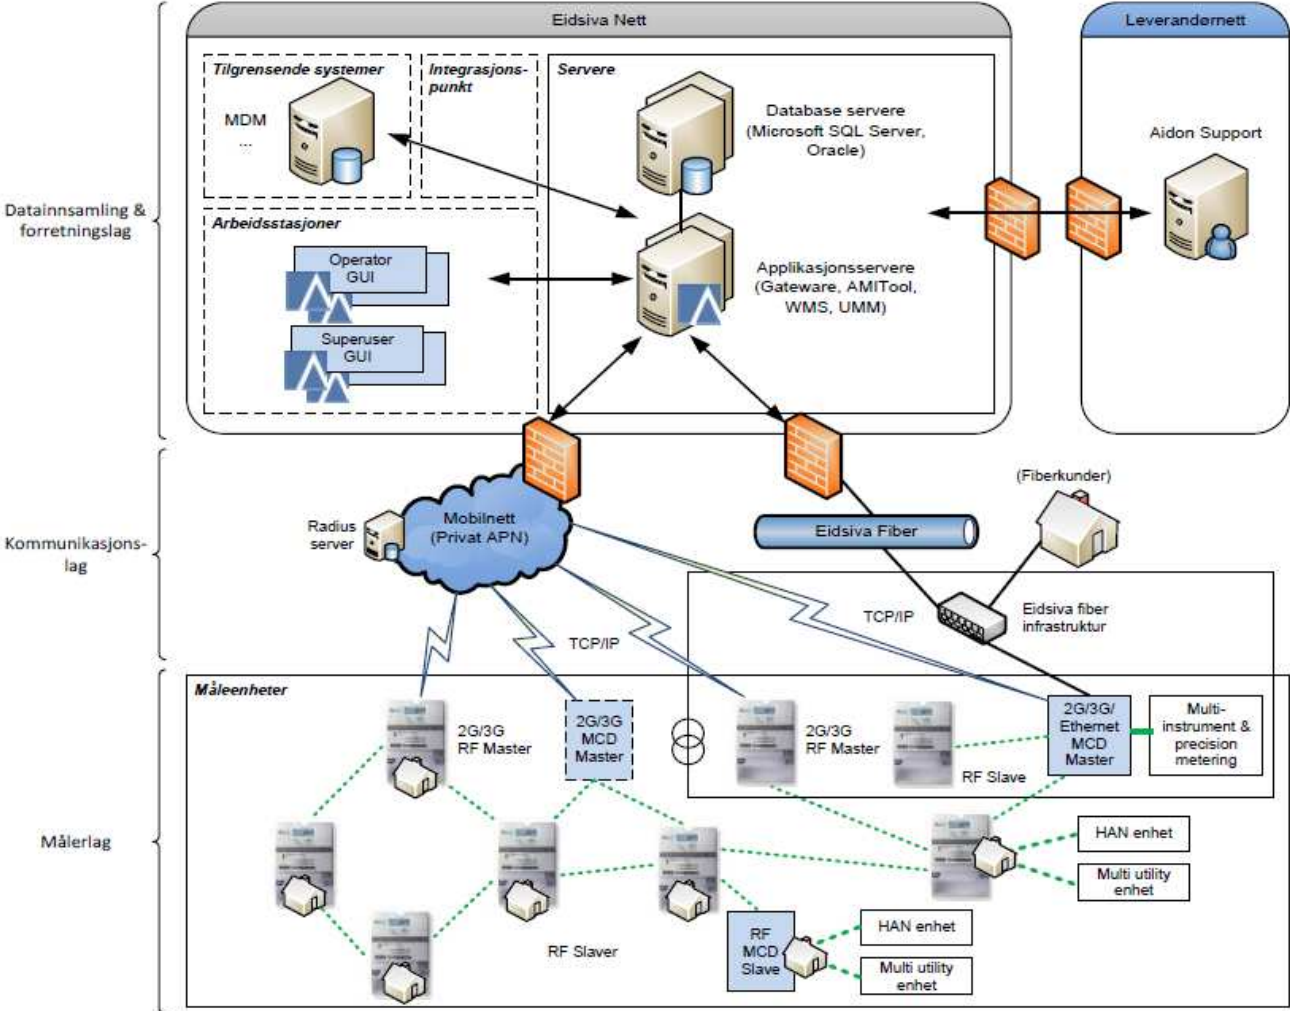 Eidsiva Nett
Leverandørnett
Tilgrensende systemer
Integrasjons-
punkt
Servere
MDM
...
Database servere
(Microsoft SQL Server,
Oracle)
Aidon Support
Datainnsamling &
forretningslag
Arbeidsstasjoner
Operator
GUI
Superuser
GUI
Applikasjonsservere
(Gateware, AMITool,
WMS, UMM)
Kommunikasjons-
lag
Radius
server
Mobilnett
(Privat APN)
Eidsiva Fiber
(Fiberkunder)
TCP/IP
TCP/IP
Eidsiva fiber
infrastruktur
Målerlag
Måleenheter
2G/3G
RF Master
2G/3G
MCD
Master
2G/3G
RF Master
RF Slave
2G/3G/
Ethernet
MCD
Master
Multi-
instrument &
precision
metering
HAN enhet
Multi utility
enhet
RF Slaver
RF
MCD
Slave
HAN enhet
Multi utility
enhet